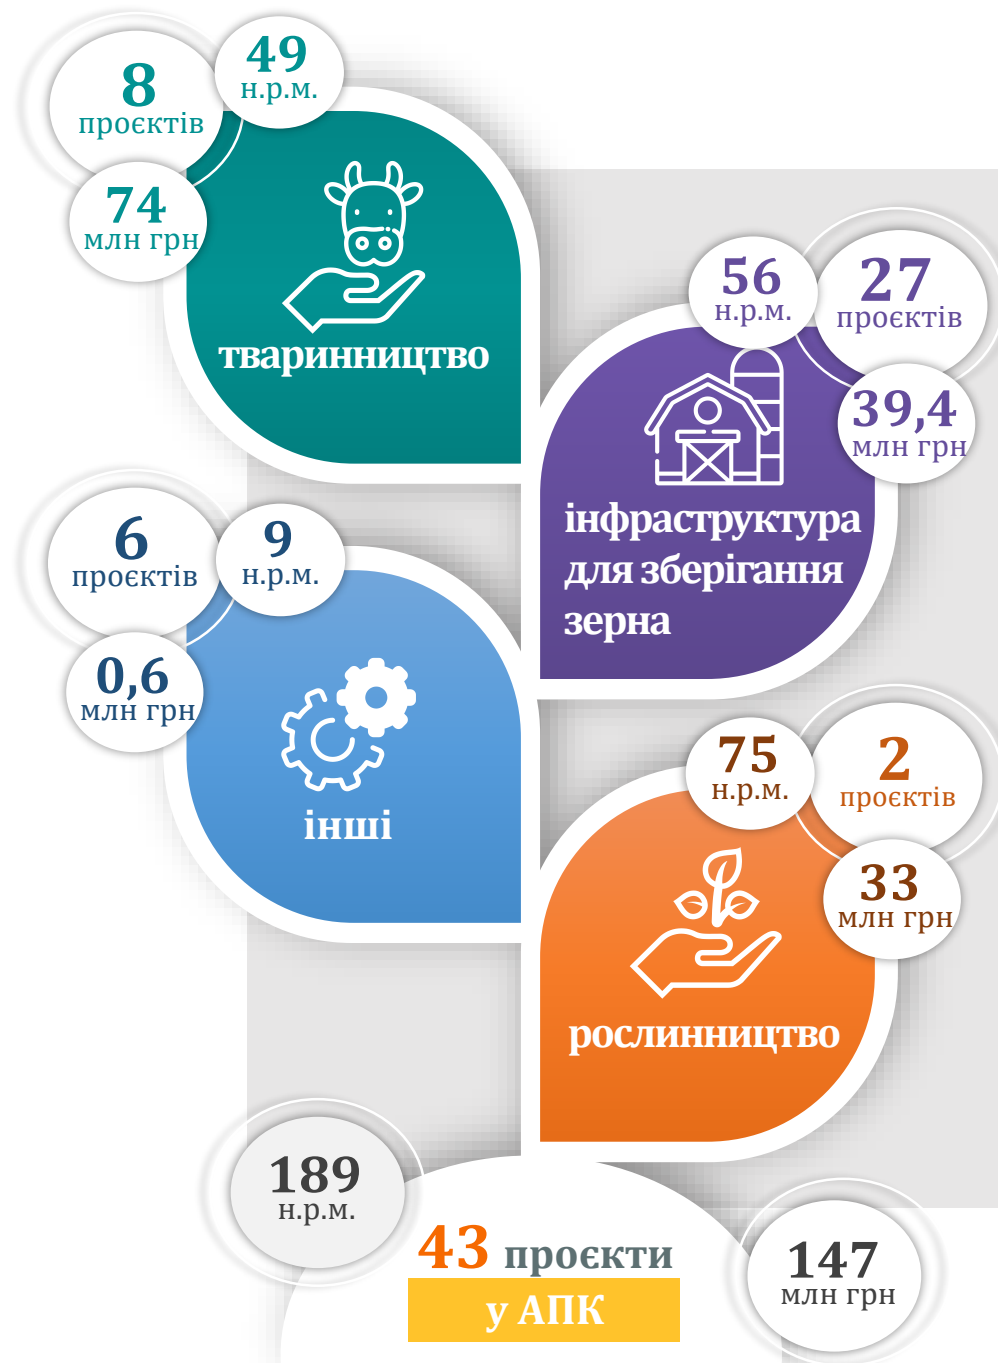 8
проєктів
49
н.р.м.
74
млн грн
тваринництво
56
н.р.м.
27
проєктів
39,4
млн грн
інфраструктура
для зберігання
зерна
6
проєктів
9
н.р.м.
0,6
млн грн
інші
75
н.р.м.
2
проєктів
33
млн грн
рослинництво
189
н.р.м.
43 проєкти
у АПК
147
млн грн